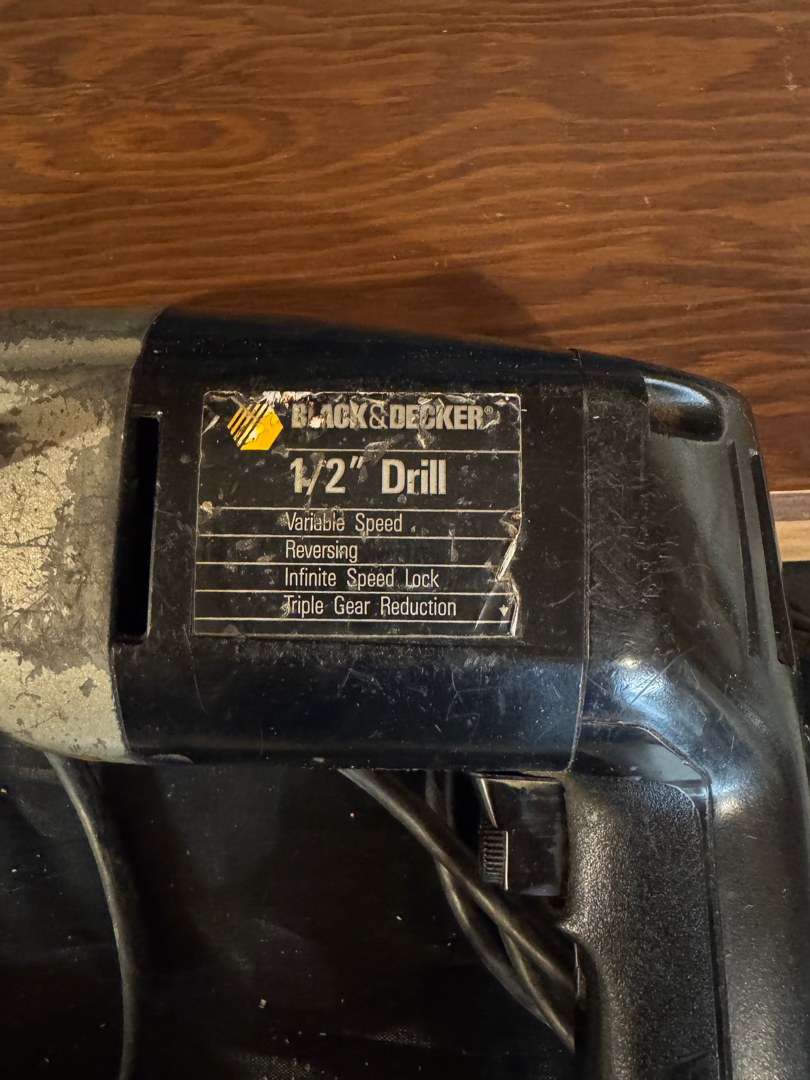 BLACK&DECKER®
1/2" Drill
Variable Speed
Reversing
Infinite Speed Lock
Triple Gear Reduction